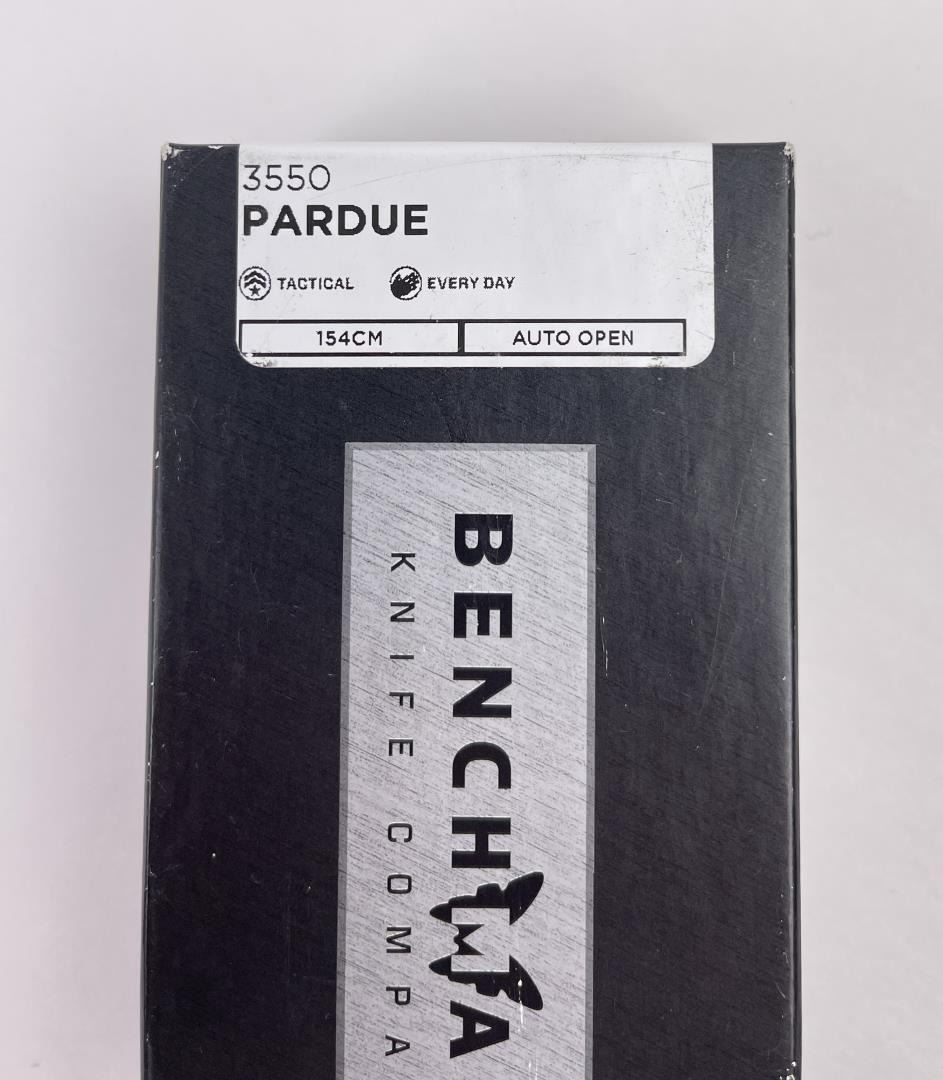 3550
PARDUE
TACTICAL EVERY DAY
154CM AUTO OPEN
BENCHMA
KNIFE COMPA